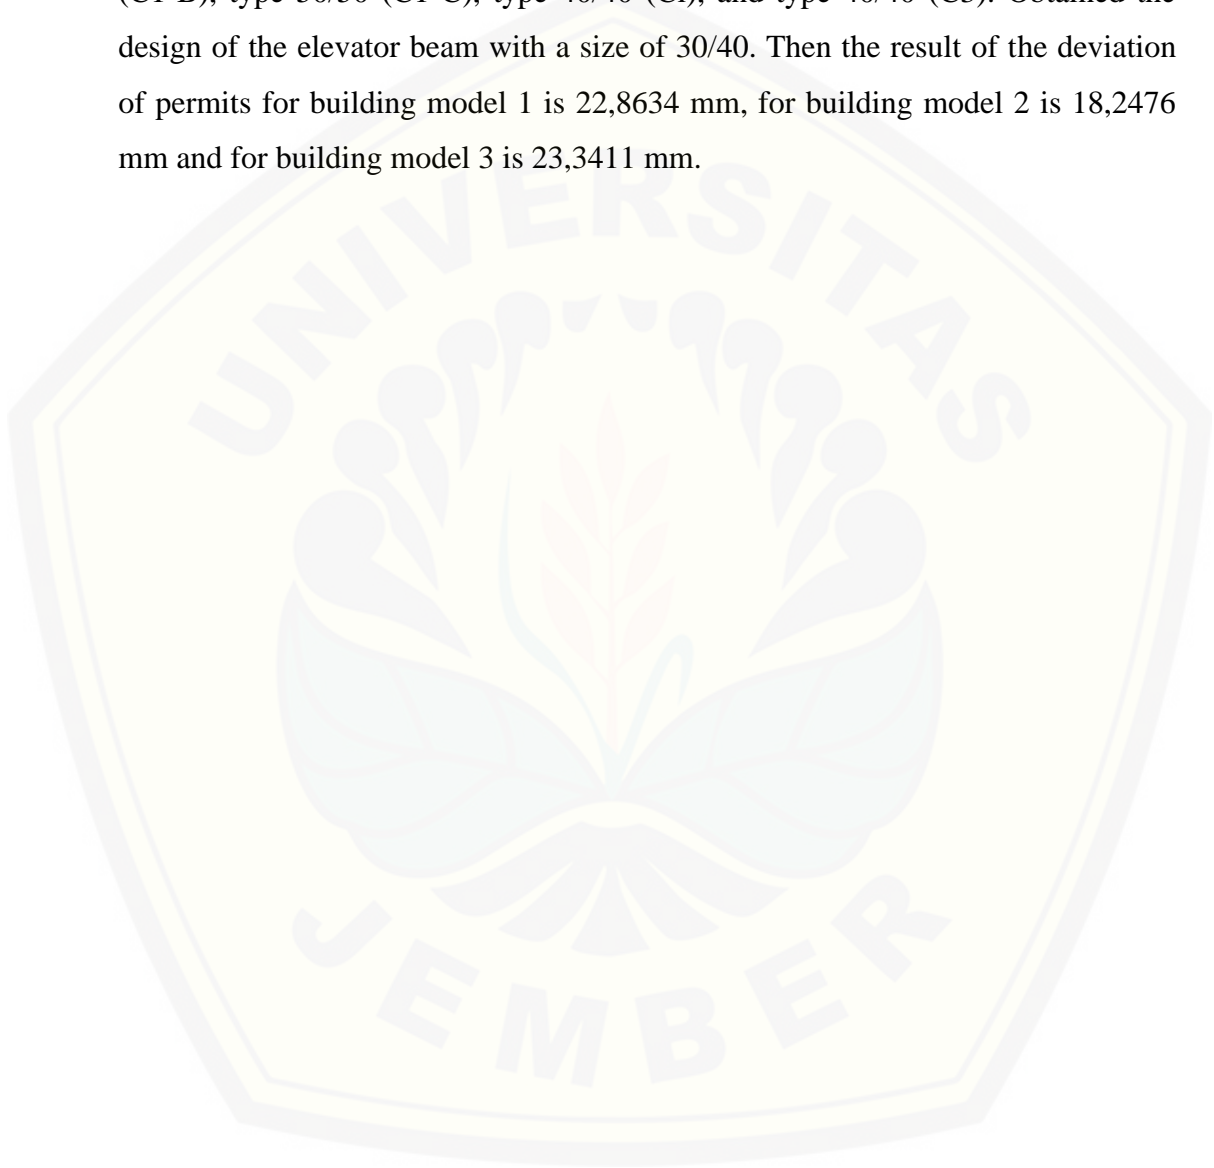 design of the elevator beam with a size of 30/40. Then the result of the deviation
of permits for building model 1 is 22,8634 mm, for building model 2 is 18,2476
mm and for building model 3 is 23,3411 mm.
UNIVERSITAS
JEMBER